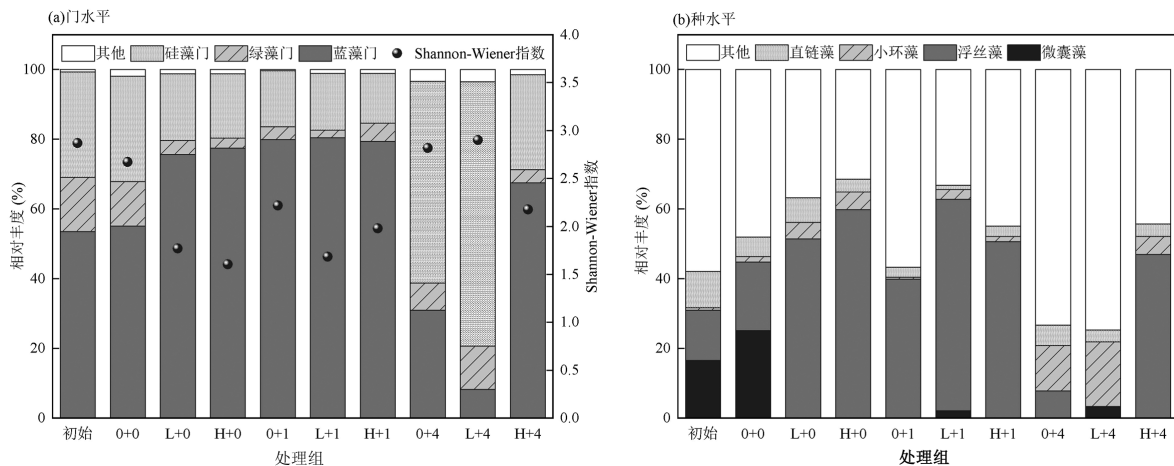 (a)门水平
其他 硅藻门 绿藻门 蓝藻门 Shannon-Wiener指数
相对丰度 (%)
100
80
60
40
20
0
4.0
3.5
3.0
2.5
2.0
1.5
1.0
0.5
0.0
Shannon-Wiener指数
初始 0+0 L+0 H+0 0+1 L+1 H+1 0+4 L+4 H+4
处理组
(b)种水平
其他 直链藻 小环藻 浮丝藻 微囊藻
相对丰度 (%)
100
80
60
40
20
0
初始 0+0 L+0 H+0 0+1 L+1 H+1 0+4 L+4 H+4
处理组